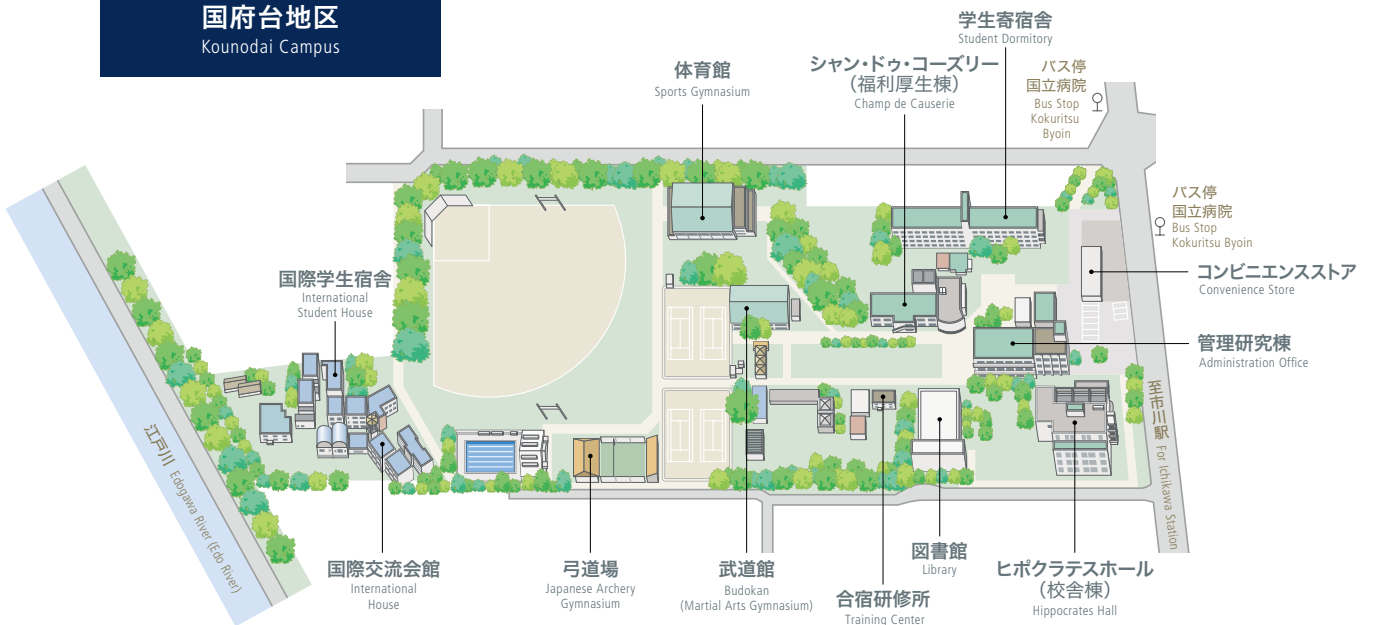 国府台地区
Kounodai Campus
学生寄宿舎
Student Dormitory
シャン・ドゥ・コーズリー
（福利厚生棟）
Champ de Causerie
体育館
Sports Gymnasium
バス停
国立病院
Bus Stop
Kokuritsu
Byoin
バス停
国立病院
Bus Stop
Kokuritsu Byoin
コンビニエンスストア
Convenience Store
国際学生宿舎
International
Student House
管理研究棟
Administration Office
至市川駅 For Ichikawa Station
江戸川 Edogawa River (Edo River)
国際交流会館
International
House
弓道場
Japanese Archery
Gymnasium
武道館
Budokan
(Martial Arts Gymnasium)
合宿研修所
Training Center
図書館
Library
ヒポクラテスホール
（校舎棟）
Hippocrates Hall